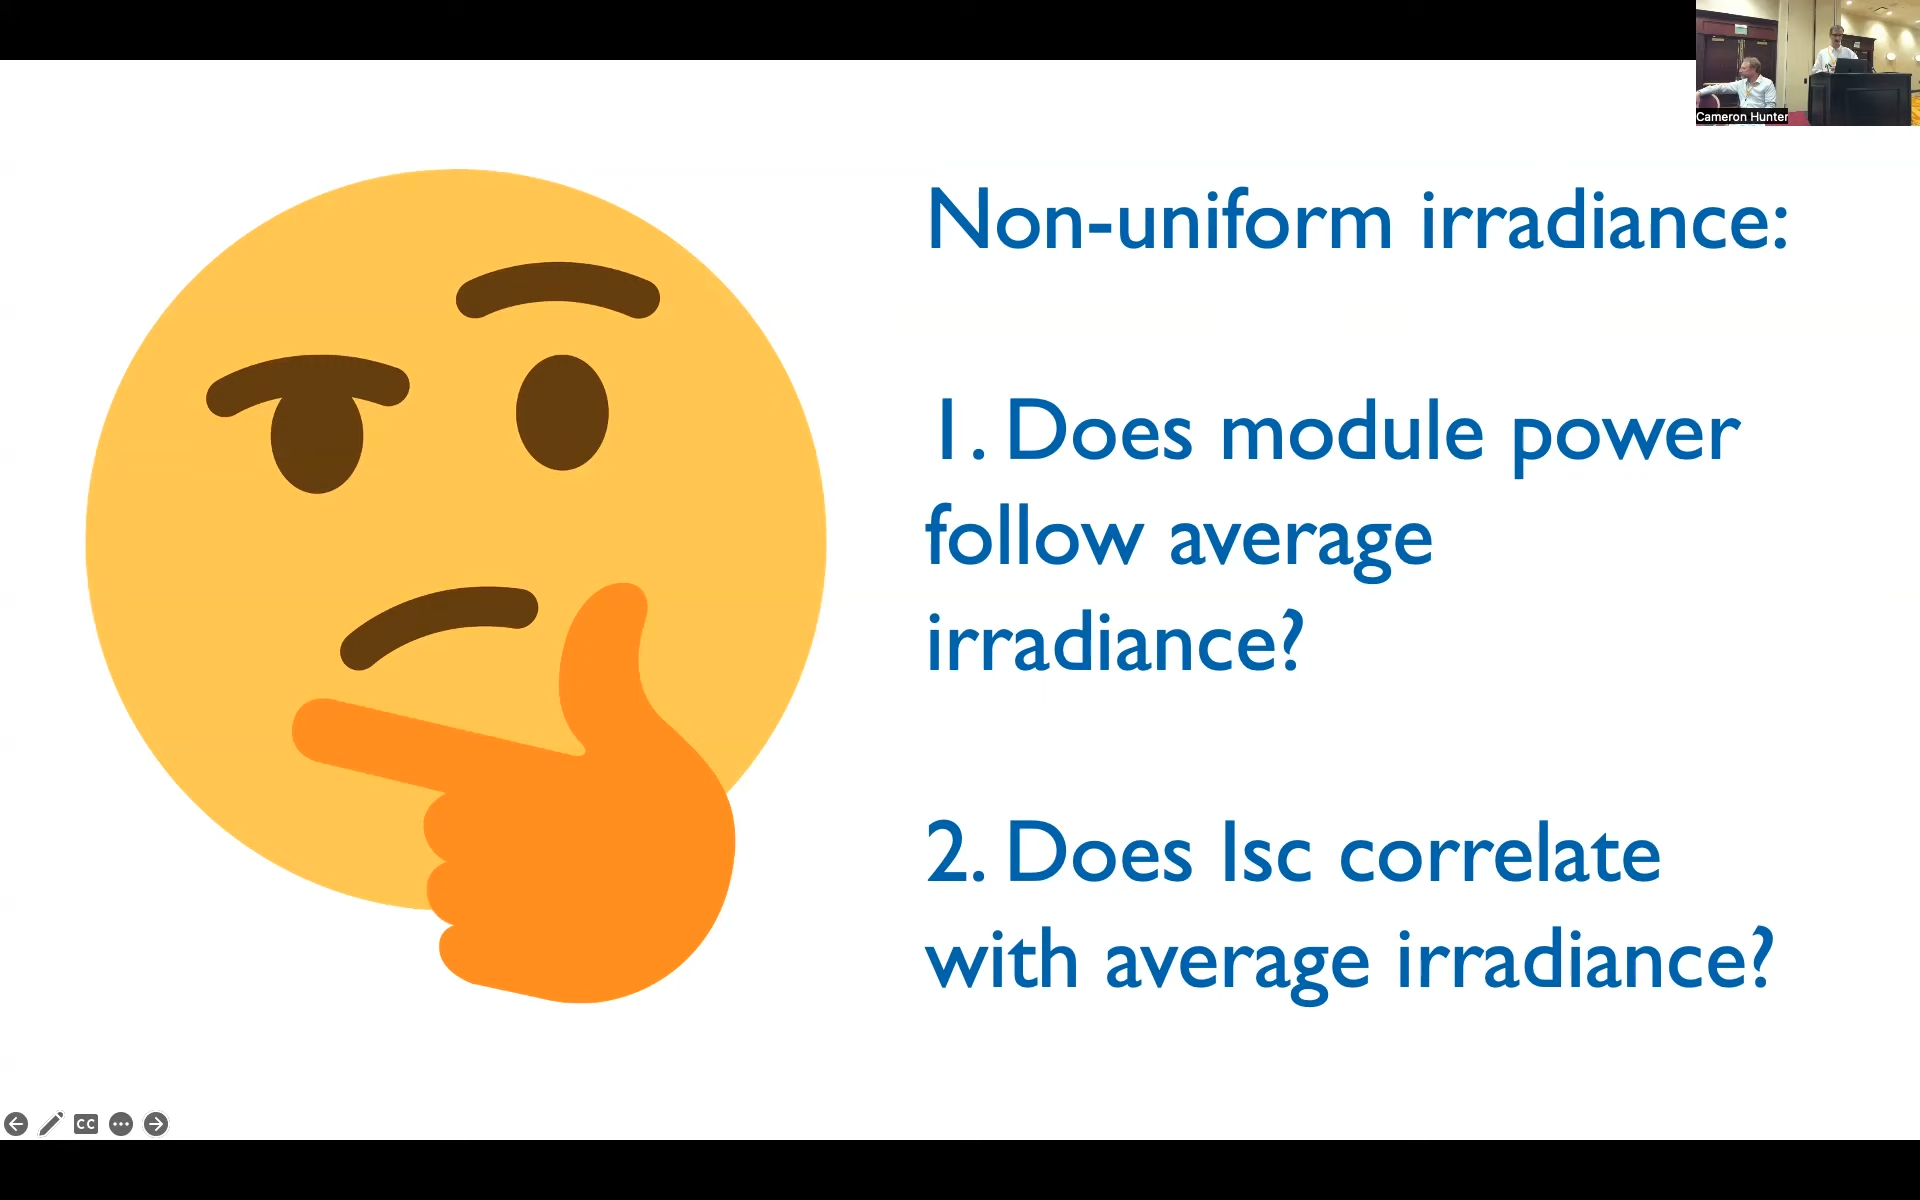 Cameron Hunter
Non-uniform irradiance:
1. Does module power
follow average
irradiance?
2. Does Isc correlate
with average irradiance?
CC